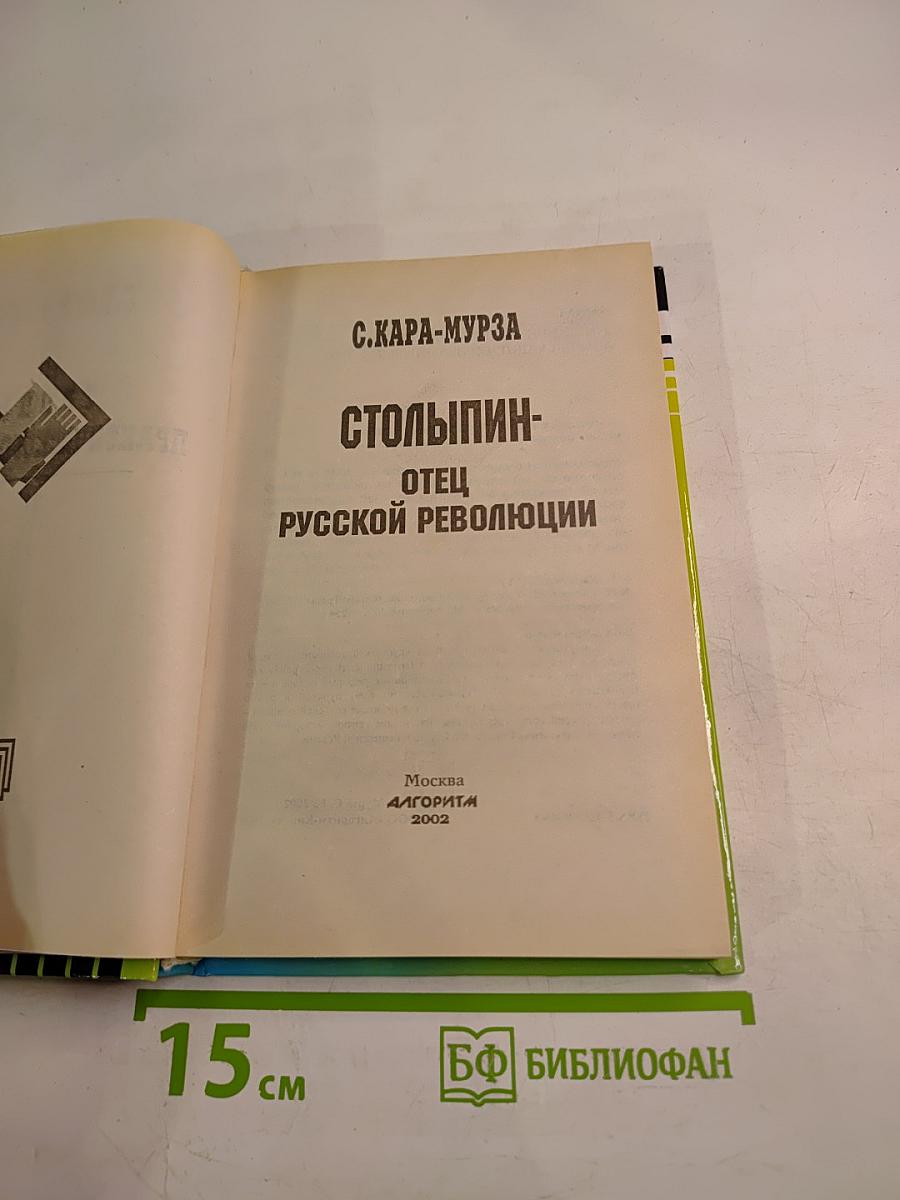 С.КАРА-МУРЗА
СТОЛЫПИН-
ОТЕЦ
РУССКОЙ РЕВОЛЮЦИИ
Москва
АЛГОРИТМ
2002
15 см
БФ БИБЛИОФАН